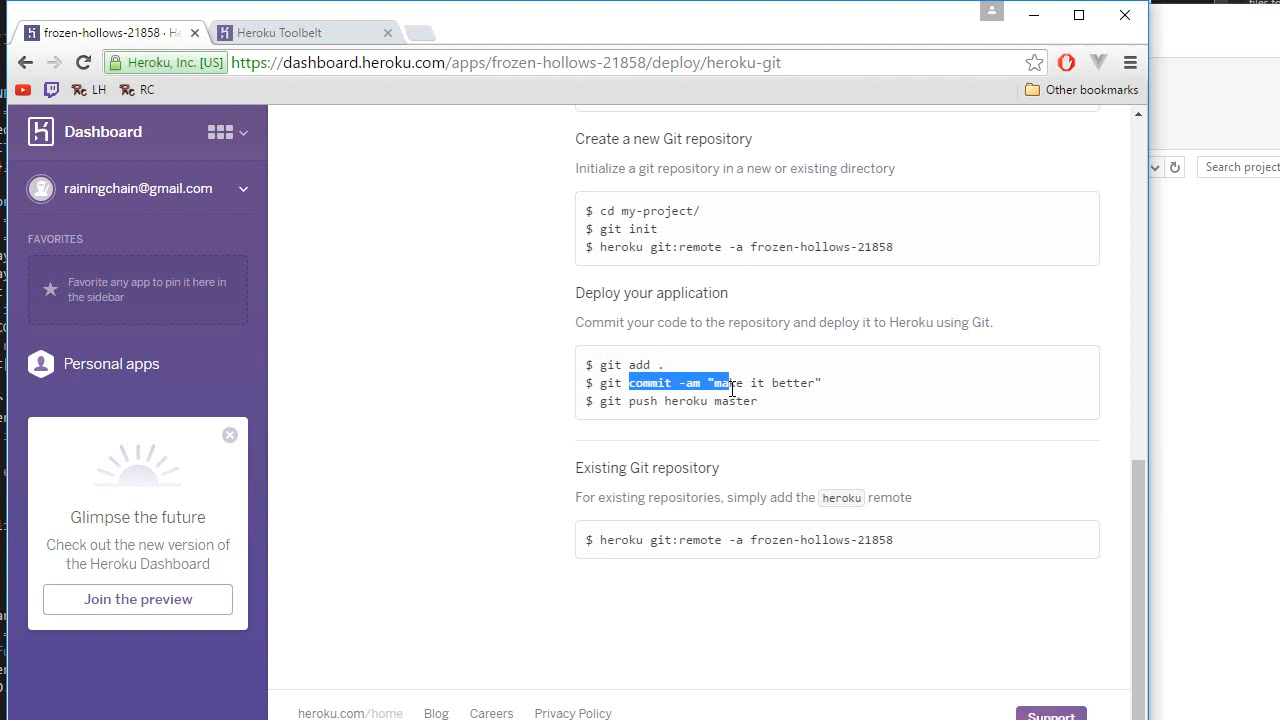 frozen-hollows-21858 · He
Heroku Toolbelt
Heroku, Inc. [US]
https://dashboard.heroku.com/apps/frozen-hollows-21858/deploy/heroku-git
LH
RC
Other bookmarks
Dashboard
rainingchain@gmail.com
FAVORITES
Favorite any app to pin it here in
the sidebar
Personal apps
Glimpse the future
Check out the new version of
the Heroku Dashboard
Join the preview
Create a new Git repository
Initialize a git repository in a new or existing directory
$ cd my-project/
$ git init
$ heroku git:remote -a frozen-hollows-21858
Deploy your application
Commit your code to the repository and deploy it to Heroku using Git.
$ git add .
$ git commit -am "make it better"
$ git push heroku master
Existing Git repository
For existing repositories, simply add the heroku remote
$ heroku git:remote -a frozen-hollows-21858
heroku.com/home
Blog
Careers
Privacy Policy
Support
Search project